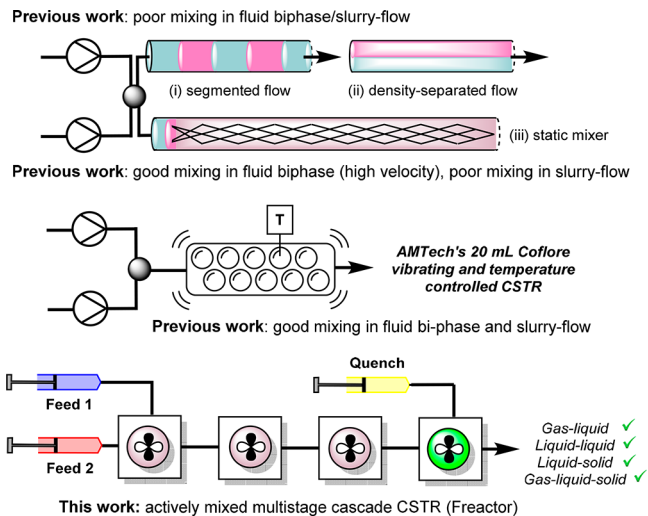 Previous work: poor mixing in fluid biphase/slurry-flow
(i) segmented flow
(ii) density-separated flow
(iii) static mixer
Previous work: good mixing in fluid biphase (high velocity), poor mixing in slurry-flow
T
AMTech's 20 mL Coflore
vibrating and temperature
controlled CSTR
Previous work: good mixing in fluid bi-phase and slurry-flow
Quench
Feed 1
Feed 2
Gas-liquid ✓
Liquid-liquid ✓
Liquid-solid ✓
Gas-liquid-solid ✓
This work: actively mixed multistage cascade CSTR (Freactor)